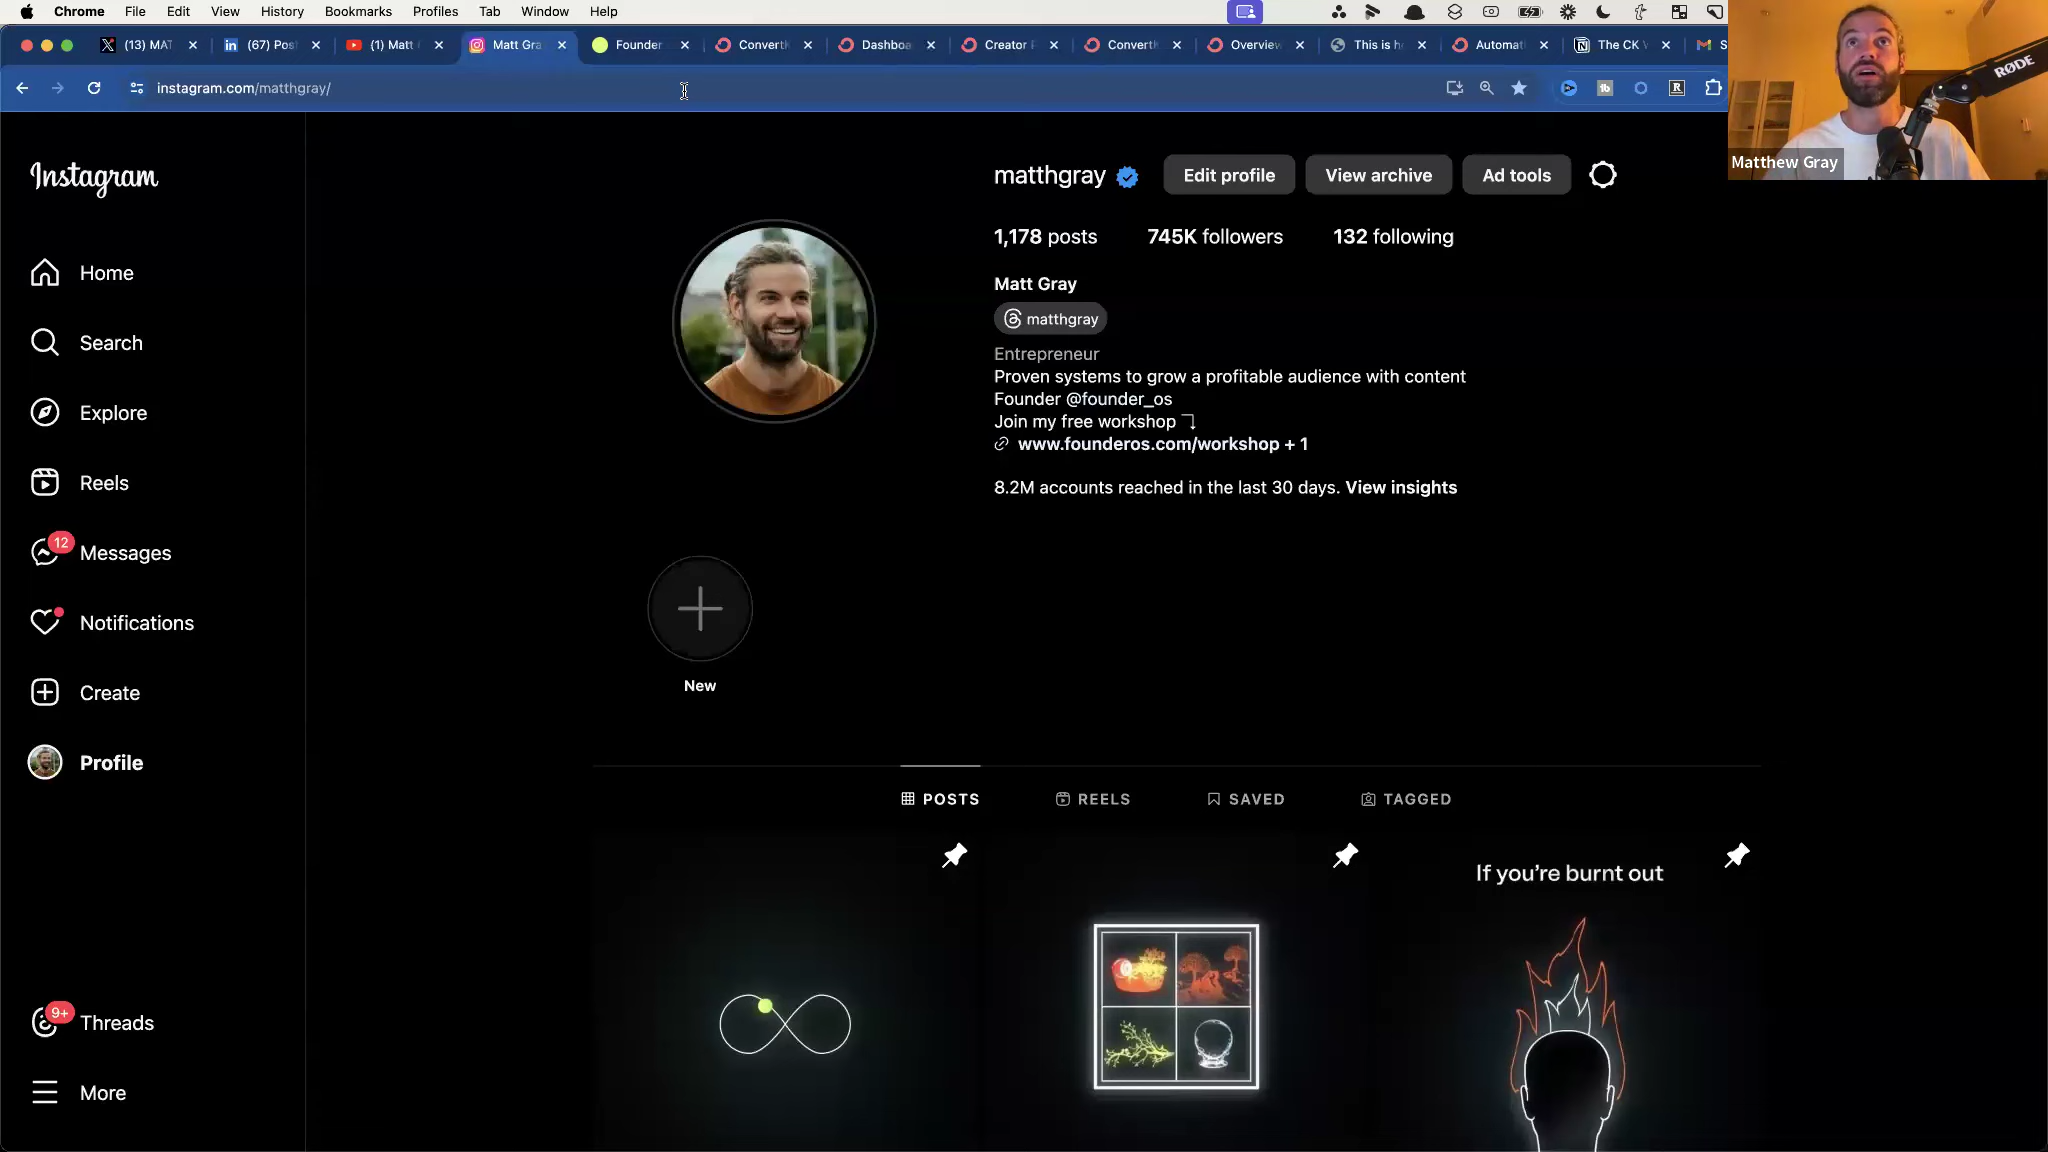 Chrome File Edit View History Bookmarks Profiles Tab Window Help
(13) MAT
(67) Pos
(1) Matt
Matt Gra
Founder
ConvertK
Dashboa
Creator
ConvertK
Overview
This is h
Automat
The CK
S
instagram.com/matthgray/
RØDE
Matthew Gray
Instagram
matthgray
Edit profile
View archive
Ad tools
1,178 posts
745K followers
132 following
Matt Gray
matthgray
Entrepreneur
Proven systems to grow a profitable audience with content
Founder @founder_os
Join my free workshop
www.founderos.com/workshop + 1
8.2M accounts reached in the last 30 days. View insights
Home
Search
Explore
Reels
12
Messages
Notifications
Create
Profile
9+
Threads
More
New
POSTS
REELS
SAVED
TAGGED
If you're burnt out